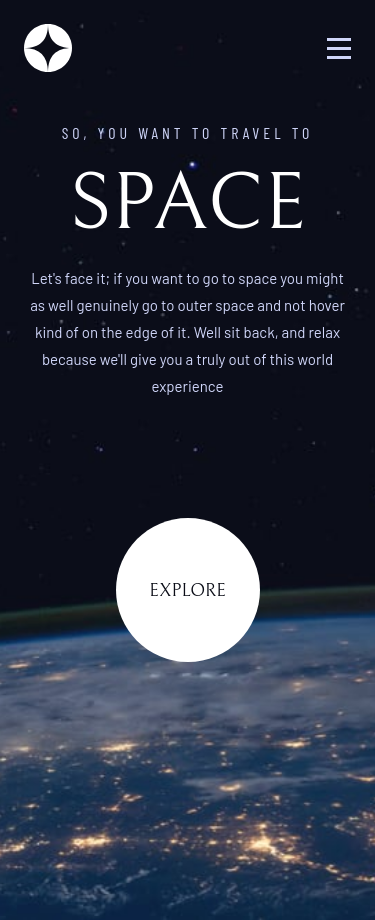 SO, YOU WANT TO TRAVEL TO
SPACE
Let's face it; if you want to go to space you might
as well genuinely go to outer space and not hover
kind of on the edge of it. Well sit back, and relax
because we'll give you a truly out of this world
experience
EXPLORE